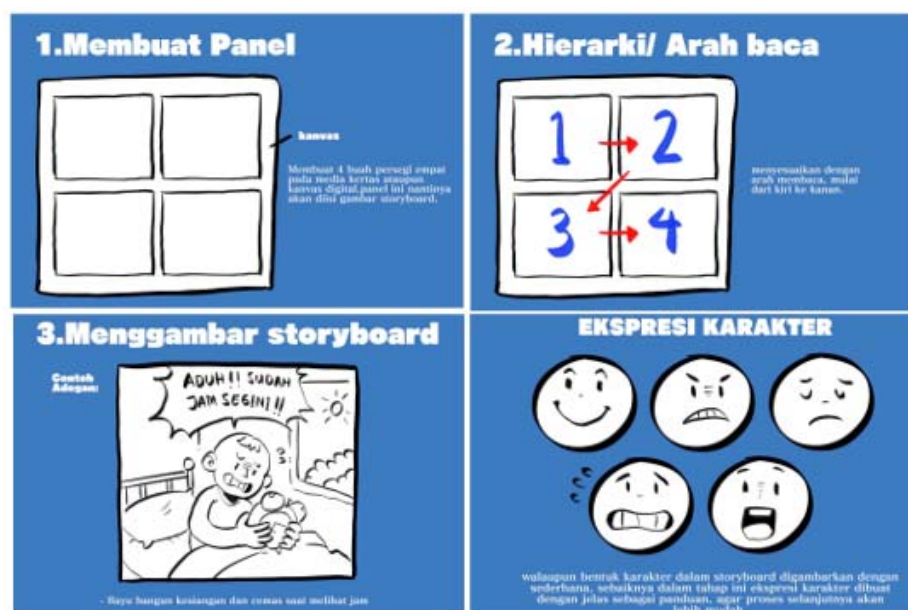 1.Membuat Panel
kanvas
Membuat 4 buah persegi empat
pada media kertas ataupun
kanvas digital.panel ini nantinya
akan diisi gambar storyboard.
2.Hierarki/ Arah baca
1 2
3 4
menyesuaikan dengan
arah membaca, mulai
dari kiri ke kanan.
3.Menggambar storyboard
Contoh
Adegan:
ADUH!! SUDAH
JAM SEGINI!!
- Bayu bangun kesiangan dan cemas saat melihat jam
EKSPRESI KARAKTER
walaupun bentuk karakter dalam storyboard digambarkan dengan
sederhana, sebaiknya dalam tahap ini ekspresi karakter dibuat
dengan jelas sebagai panduan, agar proses selanjutnya akan
lebih mudah